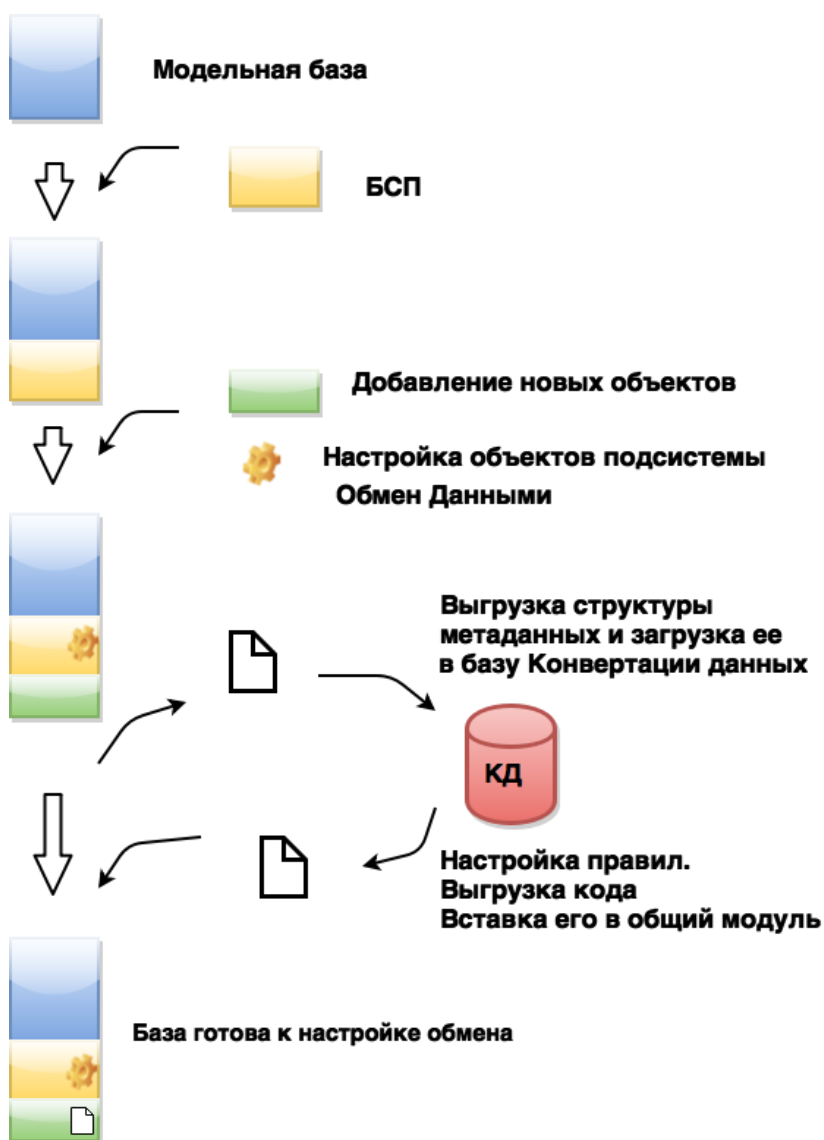 Модельная база
БСП
Добавление новых объектов
Настройка объектов подсистемы
Обмен Данными
Выгрузка структуры
метаданных и загрузка ее
в базу Конвертации данных
КД
Настройка правил.
Выгрузка кода
Вставка его в общий модуль
База готова к настройке обмена